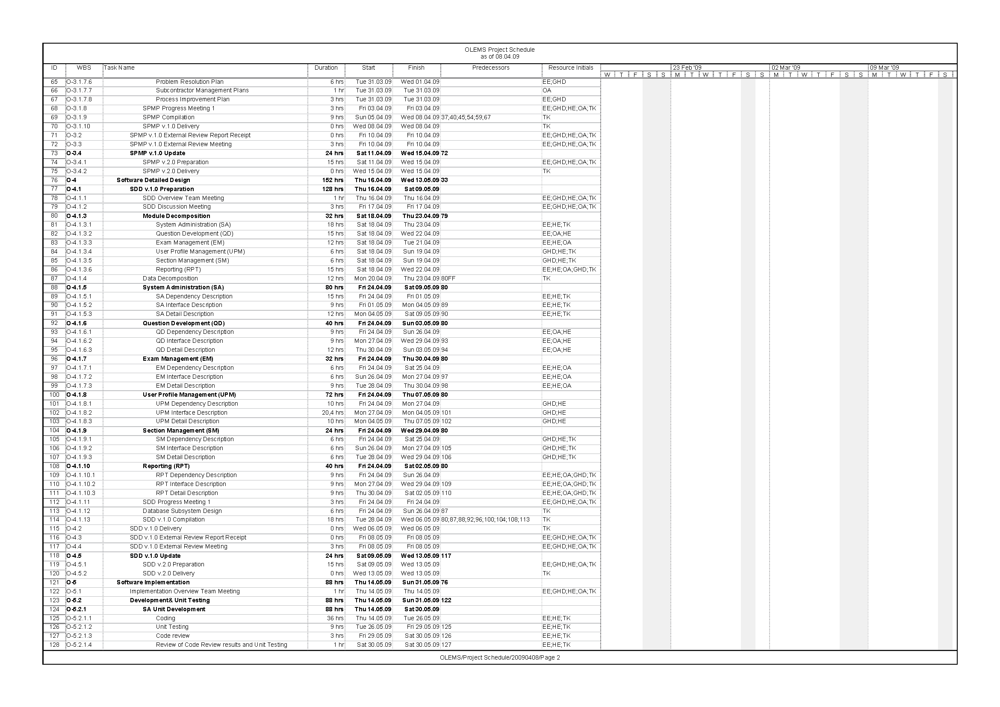 OLEMS Project Schedule
as of 08.04.09
ID WBS Task Name Duration Start Finish Predecessors Resource Initials 23 Feb '09 02 Mar '09 09 Mar '09
W T F S S M T W T F S S M T W T F S S M T W T F S
65 O-3.1.7.6 Problem Resolution Plan 6 hrs Tue 31.03.09 Wed 01.04.09 EE;GHD
66 O-3.1.7.7 Subcontractor Management Plans 1 hr Tue 31.03.09 Tue 31.03.09 OA
67 O-3.1.7.8 Process Improvement Plan 3 hrs Tue 31.03.09 Tue 31.03.09 EE;GHD
68 O-3.1.8 SPMP Progress Meeting 1 3 hrs Fri 03.04.09 Fri 03.04.09 EE;GHD;HE;OA;TK
69 O-3.1.9 SPMP Compilation 9 hrs Sun 05.04.09 Wed 08.04.09 37;40;45;54;59;67 TK
70 O-3.1.10 SPMP v.1.0 Delivery 0 hrs Wed 08.04.09 Wed 08.04.09 TK
71 O-3.2 SPMP v.1.0 External Review Report Receipt 0 hrs Fri 10.04.09 Fri 10.04.09 EE;GHD;HE;OA;TK
72 O-3.3 SPMP v.1.0 External Review Meeting 3 hrs Fri 10.04.09 Fri 10.04.09 EE;GHD;HE;OA;TK
73 O-3.4 SPMP v.1.0 Update 24 hrs Sat 11.04.09 Wed 15.04.09 72
74 O-3.4.1 SPMP v.2.0 Preparation 15 hrs Sat 11.04.09 Wed 15.04.09 EE;GHD;HE;OA;TK
75 O-3.4.2 SPMP v.2.0 Delivery 0 hrs Wed 15.04.09 Wed 15.04.09 TK
76 O-4 Software Detailed Design 152 hrs Thu 16.04.09 Wed 13.05.09 33
77 O-4.1 SDD v.1.0 Preparation 128 hrs Thu 16.04.09 Sat 09.05.09
78 O-4.1.1 SDD Overview Team Meeting 1 hr Thu 16.04.09 Thu 16.04.09 EE;GHD;HE;OA;TK
79 O-4.1.2 SDD Discussion Meeting 3 hrs Fri 17.04.09 Fri 17.04.09 EE;GHD;HE;OA;TK
80 O-4.1.3 Module Decomposition 32 hrs Sat 18.04.09 Thu 23.04.09 79
81 O-4.1.3.1 System Administration (SA) 18 hrs Sat 18.04.09 Thu 23.04.09 EE;HE;TK
82 O-4.1.3.2 Question Development (QD) 15 hrs Sat 18.04.09 Wed 22.04.09 EE;OA;HE
83 O-4.1.3.3 Exam Management (EM) 12 hrs Sat 18.04.09 Tue 21.04.09 EE;HE;OA
84 O-4.1.3.4 User Profile Management (UPM) 6 hrs Sat 18.04.09 Sun 19.04.09 GHD;HE;TK
85 O-4.1.3.5 Section Management (SM) 6 hrs Sat 18.04.09 Sun 19.04.09 GHD;HE;TK
86 O-4.1.3.6 Reporting (RPT) 15 hrs Sat 18.04.09 Wed 22.04.09 EE;HE;OA;GHD;TK
87 O-4.1.4 Data Decomposition 12 hrs Mon 20.04.09 Thu 23.04.09 80FF TK
88 O-4.1.5 System Administration (SA) 80 hrs Fri 24.04.09 Sat 09.05.09 80
89 O-4.1.5.1 SA Dependency Description 15 hrs Fri 24.04.09 Fri 01.05.09 EE;HE;TK
90 O-4.1.5.2 SA Interface Description 9 hrs Fri 01.05.09 Mon 04.05.09 89 EE;HE;TK
91 O-4.1.5.3 SA Detail Description 12 hrs Mon 04.05.09 Sat 09.05.09 90 EE;HE;TK
92 O-4.1.6 Question Development (QD) 40 hrs Fri 24.04.09 Sun 03.05.09 80
93 O-4.1.6.1 QD Dependency Description 9 hrs Fri 24.04.09 Sun 26.04.09 EE;OA;HE
94 O-4.1.6.2 QD Interface Description 9 hrs Mon 27.04.09 Wed 29.04.09 93 EE;OA;HE
95 O-4.1.6.3 QD Detail Description 12 hrs Thu 30.04.09 Sun 03.05.09 94 EE;OA;HE
96 O-4.1.7 Exam Management (EM) 32 hrs Fri 24.04.09 Thu 30.04.09 80
97 O-4.1.7.1 EM Dependency Description 6 hrs Fri 24.04.09 Sat 25.04.09 EE;HE;OA
98 O-4.1.7.2 EM Interface Description 6 hrs Sun 26.04.09 Mon 27.04.09 97 EE;HE;OA
99 O-4.1.7.3 EM Detail Description 9 hrs Tue 28.04.09 Thu 30.04.09 98 EE;HE;OA
100 O-4.1.8 User Profile Management (UPM) 72 hrs Fri 24.04.09 Thu 07.05.09 80
101 O-4.1.8.1 UPM Dependency Description 10 hrs Fri 24.04.09 Mon 27.04.09 GHD;HE
102 O-4.1.8.2 UPM Interface Description 20,4 hrs Mon 27.04.09 Mon 04.05.09 101 GHD;HE
103 O-4.1.8.3 UPM Detail Description 10 hrs Mon 04.05.09 Thu 07.05.09 102 GHD;HE
104 O-4.1.9 Section Management (SM) 24 hrs Fri 24.04.09 Wed 29.04.09 80
105 O-4.1.9.1 SM Dependency Description 6 hrs Fri 24.04.09 Sat 25.04.09 GHD;HE;TK
106 O-4.1.9.2 SM Interface Description 6 hrs Sun 26.04.09 Mon 27.04.09 105 GHD;HE;TK
107 O-4.1.9.3 SM Detail Description 6 hrs Tue 28.04.09 Wed 29.04.09 106 GHD;HE;TK
108 O-4.1.10 Reporting (RPT) 40 hrs Fri 24.04.09 Sat 02.05.09 80
109 O-4.1.10.1 RPT Dependency Description 9 hrs Fri 24.04.09 Sun 26.04.09 EE;HE;OA;GHD;TK
110 O-4.1.10.2 RPT Interface Description 9 hrs Mon 27.04.09 Wed 29.04.09 109 EE;HE;OA;GHD;TK
111 O-4.1.10.3 RPT Detail Description 9 hrs Thu 30.04.09 Sat 02.05.09 110 EE;HE;OA;GHD;TK
112 O-4.1.11 SDD Progress Meeting 1 3 hrs Fri 24.04.09 Fri 24.04.09 EE;GHD;HE;OA;TK
113 O-4.1.12 Database Subsystem Design 6 hrs Fri 24.04.09 Sun 26.04.09 87 TK
114 O-4.1.13 SDD v.1.0 Compilation 18 hrs Tue 28.04.09 Wed 06.05.09 80;87;88;92;96;100;104;108;113 TK
115 O-4.2 SDD v.1.0 Delivery 0 hrs Wed 06.05.09 Wed 06.05.09 TK
116 O-4.3 SDD v.1.0 External Review Report Receipt 0 hrs Fri 08.05.09 Fri 08.05.09 EE;GHD;HE;OA;TK
117 O-4.4 SDD v.1.0 External Review Meeting 3 hrs Fri 08.05.09 Fri 08.05.09 EE;GHD;HE;OA;TK
118 O-4.5 SDD v.1.0 Update 24 hrs Sat 09.05.09 Wed 13.05.09 117
119 O-4.5.1 SDD v.2.0 Preparation 15 hrs Sat 09.05.09 Wed 13.05.09 EE;GHD;HE;OA;TK
120 O-4.5.2 SDD v.2.0 Delivery 0 hrs Wed 13.05.09 Wed 13.05.09 TK
121 O-5 Software Implementation 88 hrs Thu 14.05.09 Sun 31.05.09 76
122 O-5.1 Implementation Overview Team Meeting 1 hr Thu 14.05.09 Thu 14.05.09 EE;GHD;HE;OA;TK
123 O-5.2 Development& Unit Testing 88 hrs Thu 14.05.09 Sun 31.05.09 122
124 O-5.2.1 SA Unit Development 88 hrs Thu 14.05.09 Sat 30.05.09
125 O-5.2.1.1 Coding 36 hrs Thu 14.05.09 Tue 26.05.09 EE;HE;TK
126 O-5.2.1.2 Unit Testing 9 hrs Tue 26.05.09 Fri 29.05.09 125 EE;HE;TK
127 O-5.2.1.3 Code review 3 hrs Fri 29.05.09 Sat 30.05.09 126 EE;HE;TK
128 O-5.2.1.4 Review of Code Review results and Unit Testing 1 hr Sat 30.05.09 Sat 30.05.09 127 EE;HE;TK
OLEMS/Project Schedule/20090408/Page 2